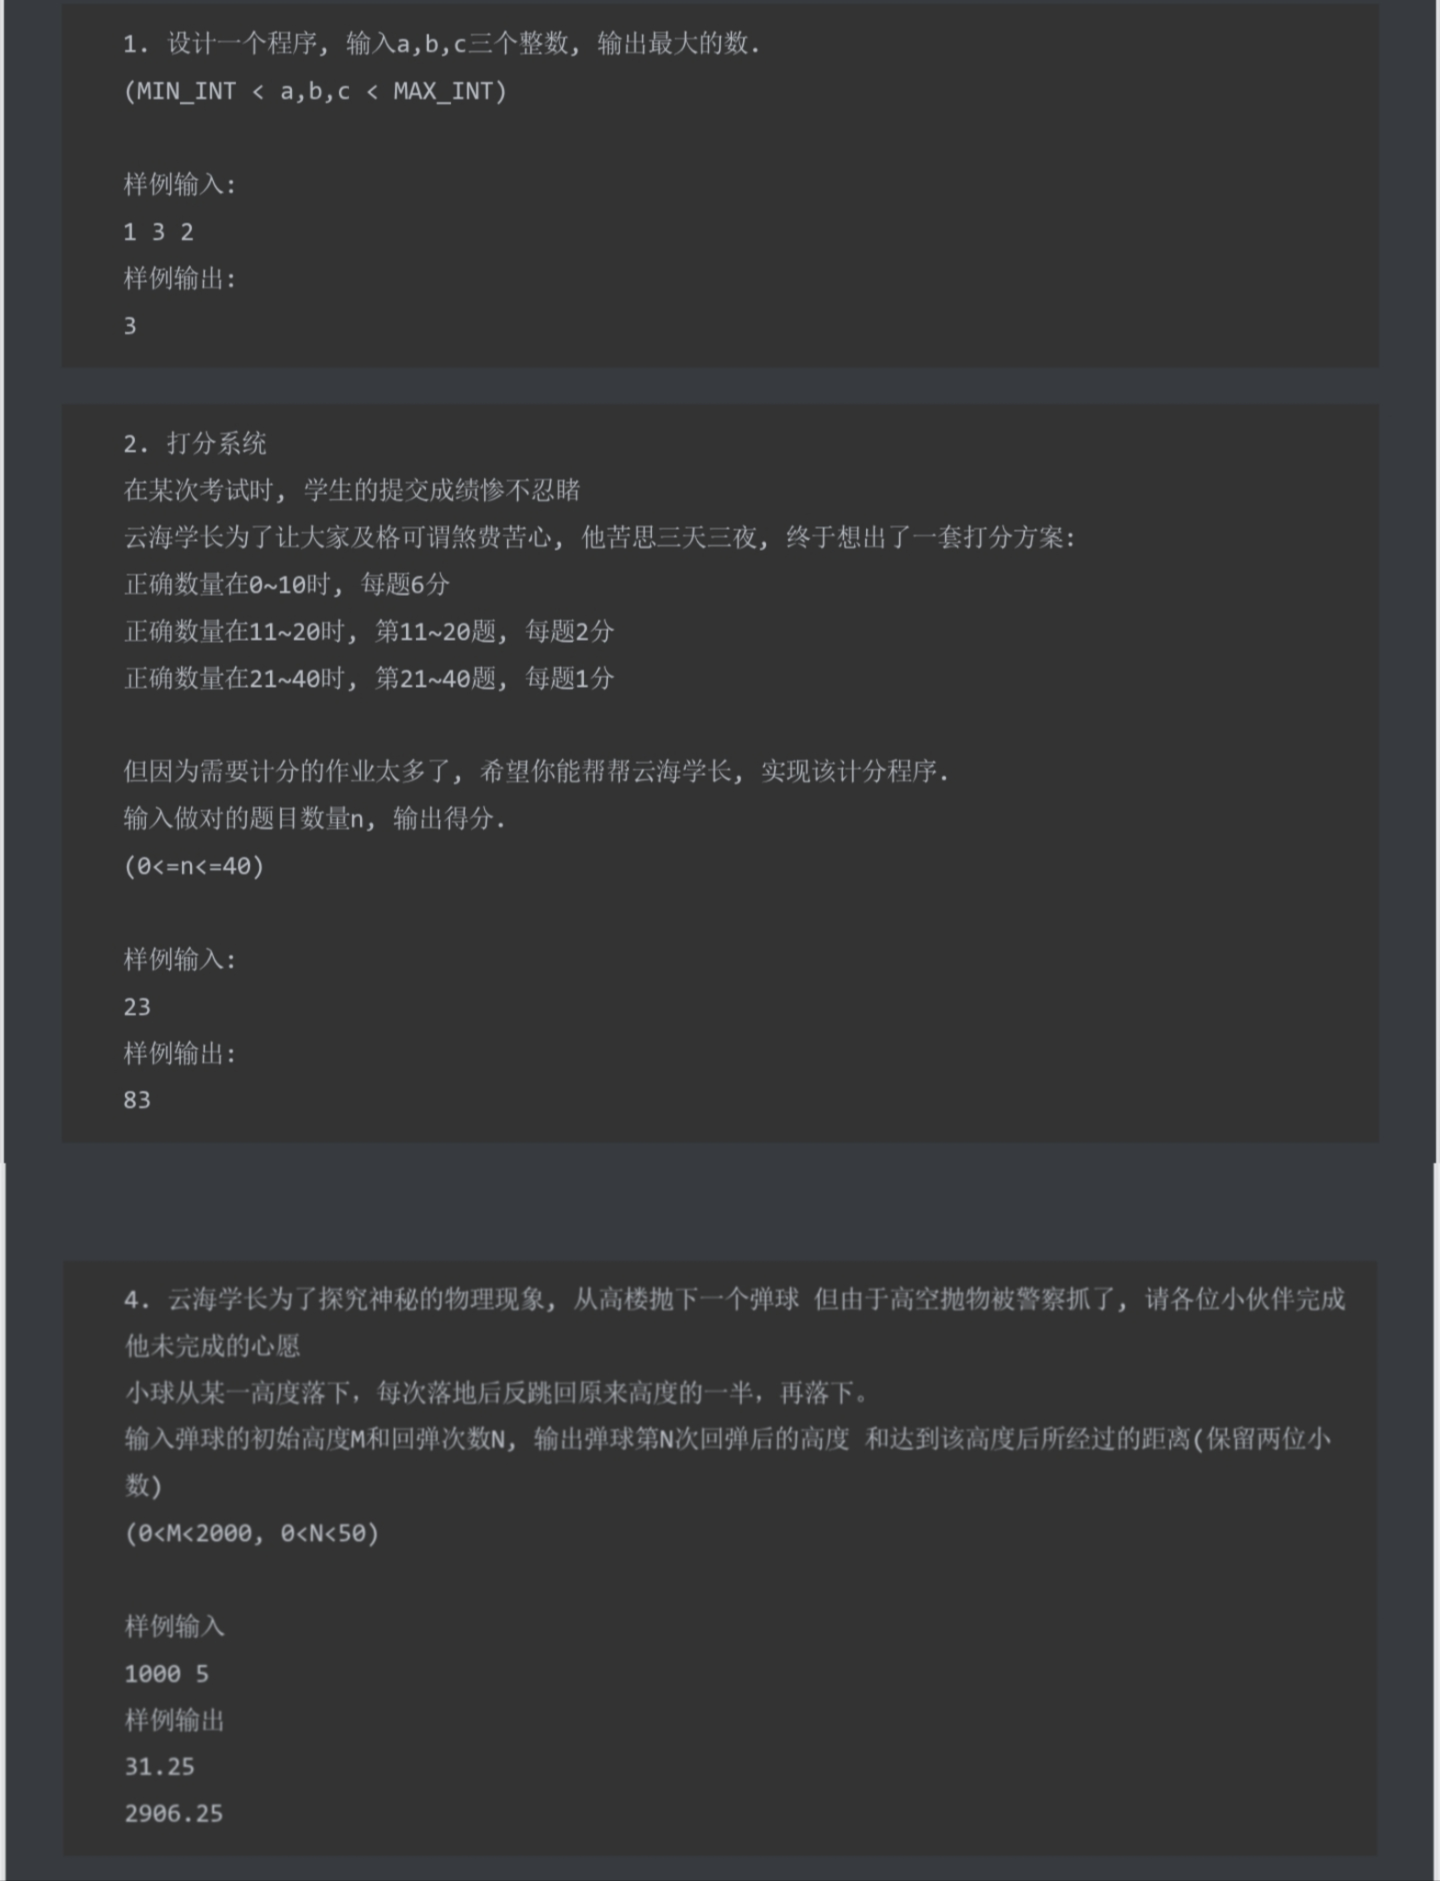 1. 设计一个程序, 输入a,b,c三个整数, 输出最大的数.
(MIN_INT < a,b,c < MAX_INT)
样例输入:
1 3 2
样例输出:
3
2. 打分系统
在某次考试时, 学生的提交成绩惨不忍睹
云海学长为了让大家及格可谓煞费苦心, 他苦思三天三夜, 终于想出了一套打分方案:
正确数量在0~10时, 每题6分
正确数量在11~20时, 第11~20题, 每题2分
正确数量在21~40时, 第21~40题, 每题1分
但因为需要计分的作业太多了, 希望你能帮帮云海学长, 实现该计分程序.
输入做对的题目数量n, 输出得分.
(0<=n<=40)
样例输入:
23
样例输出:
83
4. 云海学长为了探究神秘的物理现象, 从高楼抛下一个弹球 但由于高空抛物被警察抓了, 请各位小伙伴完成
他未完成的心愿
小球从某一高度落下，每次落地后反跳回原来高度的一半，再落下。
输入弹球的初始高度M和回弹次数N, 输出弹球第N次回弹后的高度 和达到该高度后所经过的距离(保留两位小
数)
(0<M<2000, 0<N<50)
样例输入
1000 5
样例输出
31.25
2906.25